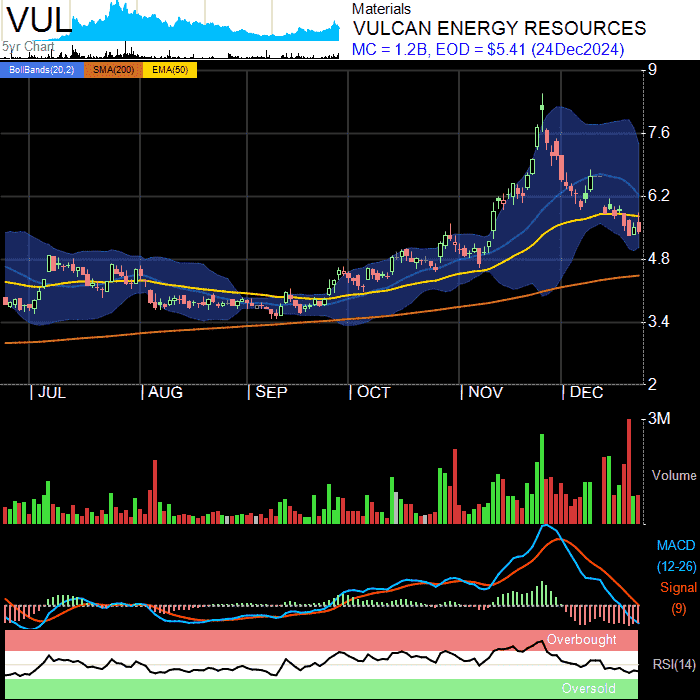 VUL
5yr Chart
Materials
VULCAN ENERGY RESOURCES
MC = 1.2B, EOD = $5.41 (24Dec2024)
BollBands(20,2) SMA(200) EMA(50)
9
7.6
6.2
4.8
3.4
2
JUL AUG SEP OCT NOV DEC
3M
Volume
MACD
(12-26)
Signal
(9)
Overbought
RSI(14)
Oversold